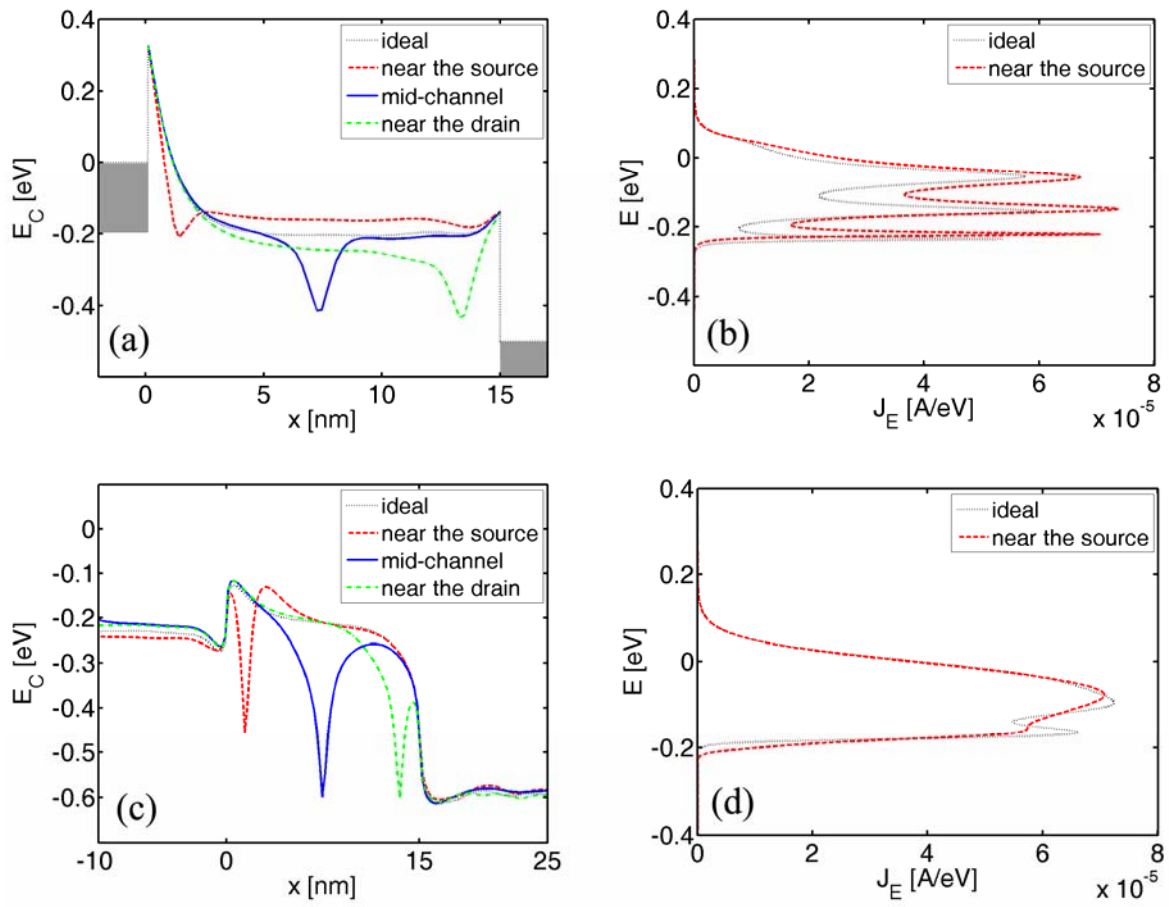 0.4
0.2
0
-0.2
-0.4
E_C [eV]
ideal
near the source
mid-channel
near the drain
(a)
0 5 10 15
x [nm]
0.4
0.2
0
-0.2
-0.4
E [eV]
ideal
near the source
(b)
0 2 4 6 8
J_E [A/eV]
x 10^-5
0
-0.1
-0.2
-0.3
-0.4
-0.5
-0.6
E_C [eV]
ideal
near the source
mid-channel
near the drain
(c)
-10 0 15 25
x [nm]
0.4
0.2
0
-0.2
-0.4
E [eV]
ideal
near the source
(d)
0 2 4 6 8
J_E [A/eV]
x 10^-5